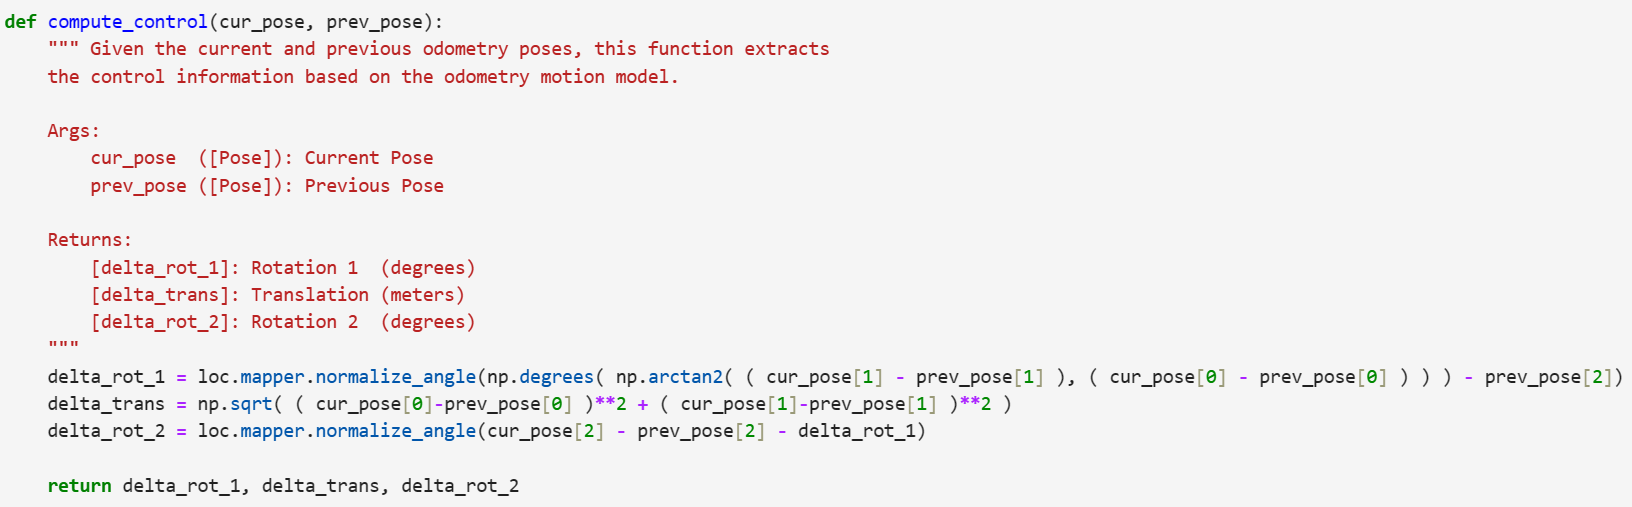 def compute_control(cur_pose, prev_pose):
    """ Given the current and previous odometry poses, this function extracts
    the control information based on the odometry motion model.

    Args:
        cur_pose  ([Pose]): Current Pose
        prev_pose ([Pose]): Previous Pose

    Returns:
        [delta_rot_1]: Rotation 1  (degrees)
        [delta_trans]: Translation (meters)
        [delta_rot_2]: Rotation 2  (degrees)
    """
    delta_rot_1 = loc.mapper.normalize_angle(np.degrees( np.arctan2( ( cur_pose[1] - prev_pose[1] ), ( cur_pose[0] - prev_pose[0] ) ) ) - prev_pose[2])
    delta_trans = np.sqrt( ( cur_pose[0]-prev_pose[0] )**2 + ( cur_pose[1]-prev_pose[1] )**2 )
    delta_rot_2 = loc.mapper.normalize_angle(cur_pose[2] - prev_pose[2] - delta_rot_1)

    return delta_rot_1, delta_trans, delta_rot_2